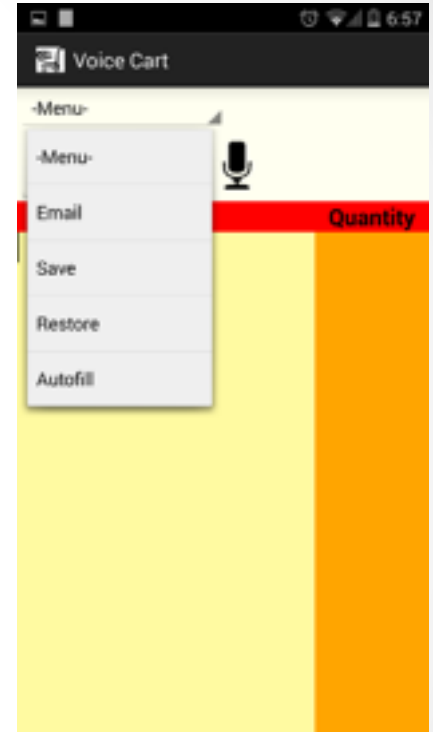 6:57
Voice Cart
-Menu-
-Menu-
Email
Quantity
Save
Restore
Autofill